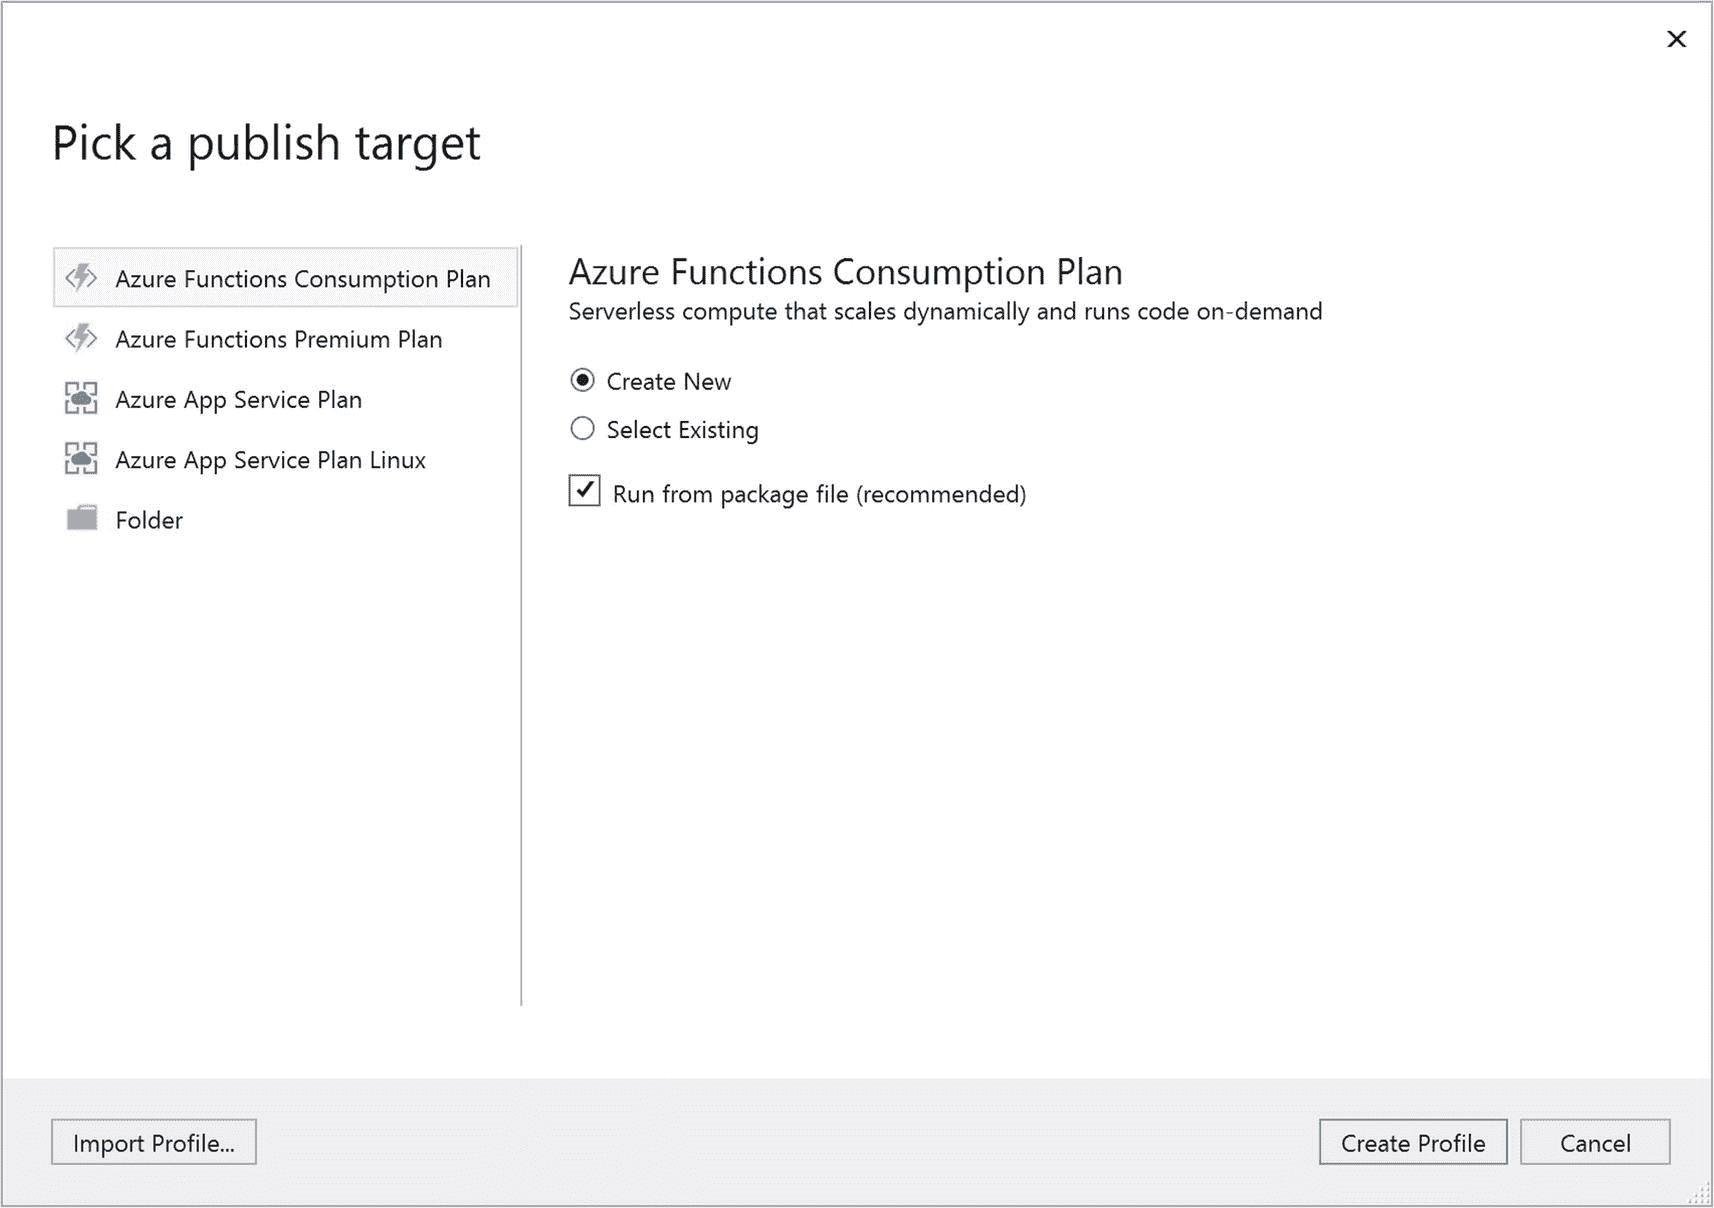 Pick a publish target
Azure Functions Consumption Plan
Azure Functions Premium Plan
Azure App Service Plan
Azure App Service Plan Linux
Folder
Azure Functions Consumption Plan
Serverless compute that scales dynamically and runs code on-demand
Create New
Select Existing
Run from package file (recommended)
Import Profile...
Create Profile
Cancel